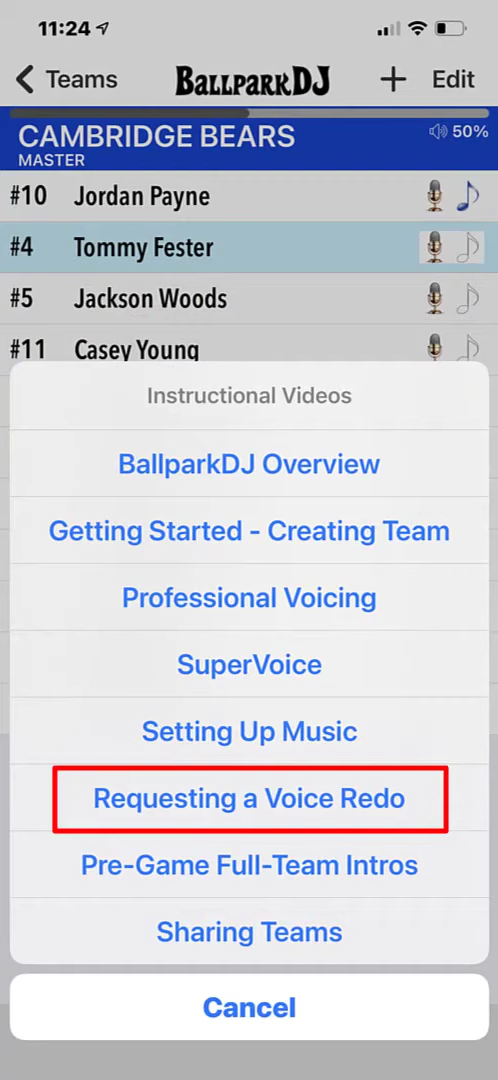 11:24
Teams
BALLPARKDJ
+
Edit
CAMBRIDGE BEARS
50%
MASTER
#10 Jordan Payne
#4 Tommy Fester
#5 Jackson Woods
#11 Casey Young
Instructional Videos
BallparkDJ Overview
Getting Started - Creating Team
Professional Voicing
SuperVoice
Setting Up Music
Requesting a Voice Redo
Pre-Game Full-Team Intros
Sharing Teams
Cancel